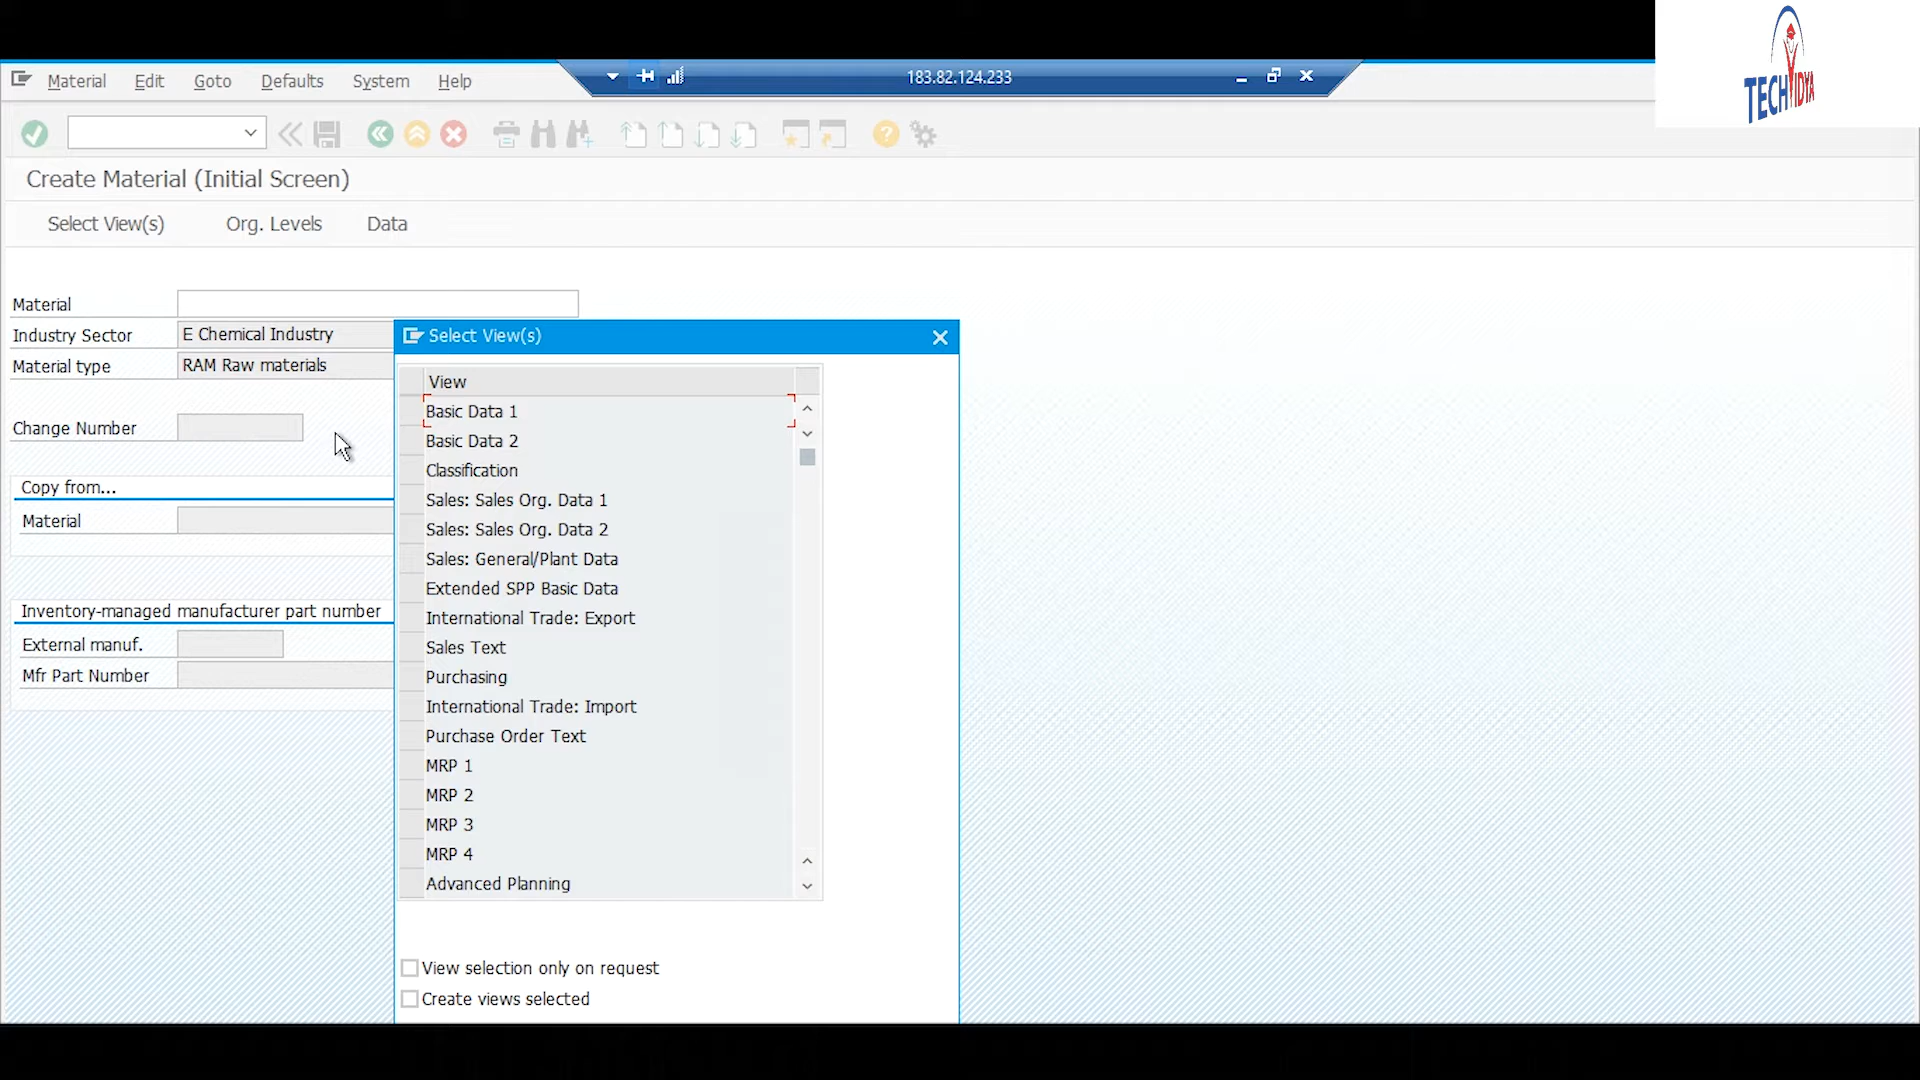 TECHVIDYA
183.82.124.233
Material Edit Goto Defaults System Help
Create Material (Initial Screen)
Select View(s) Org. Levels Data
Material
Industry Sector E Chemical Industry
Material type RAM Raw materials
Change Number
Copy from...
Material
Inventory-managed manufacturer part number
External manuf.
Mfr Part Number
Select View(s)
View
Basic Data 1
Basic Data 2
Classification
Sales: Sales Org. Data 1
Sales: Sales Org. Data 2
Sales: General/Plant Data
Extended SPP Basic Data
International Trade: Export
Sales Text
Purchasing
International Trade: Import
Purchase Order Text
MRP 1
MRP 2
MRP 3
MRP 4
Advanced Planning
View selection only on request
Create views selected